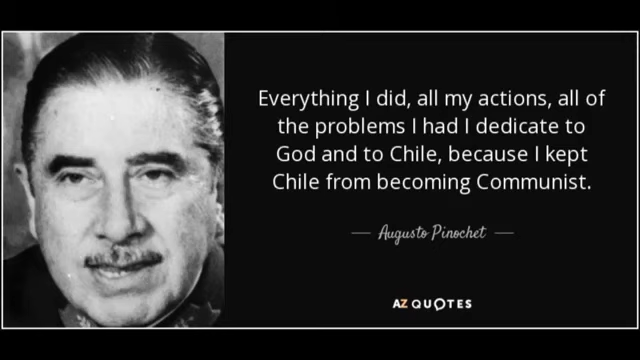 Everything I did, all my actions, all of
the problems I had I dedicate to
God and to Chile, because I kept
Chile from becoming Communist.
Augusto Pinochet
AZ QUOTES